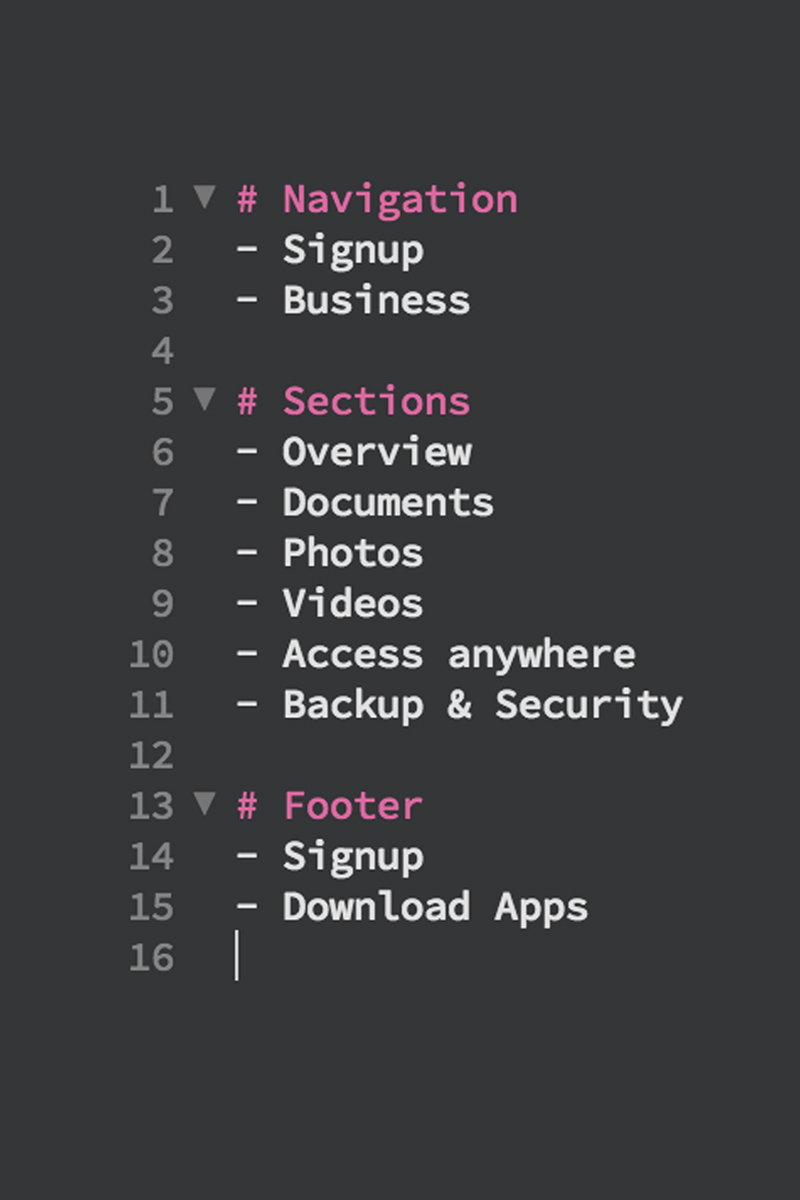 1 ▼ # Navigation
2 - Signup
3 - Business
4
5 ▼ # Sections
6 - Overview
7 - Documents
8 - Photos
9 - Videos
10 - Access anywhere
11 - Backup & Security
12
13 ▼ # Footer
14 - Signup
15 - Download Apps
16